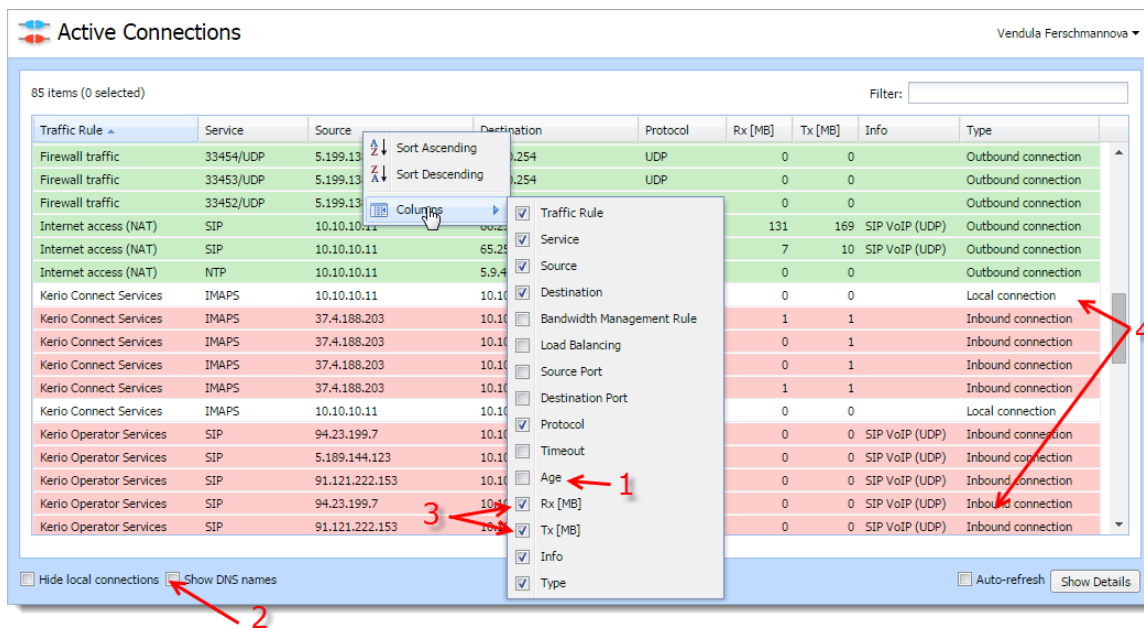 Active Connections
Vendula Ferschmannova
85 items (0 selected)
Filter:
Traffic Rule Service Source Destination Protocol Rx [MB] Tx [MB] Info Type
Firewall traffic 33454/UDP 5.199.13 .254 UDP 0 0 Outbound connection
Firewall traffic 33453/UDP 5.199.13 .254 UDP 0 0 Outbound connection
Firewall traffic 33452/UDP 5.199.13 0 0 Outbound connection
Internet access (NAT) SIP 10.10.10.11 131 169 SIP VoIP (UDP) Outbound connection
Internet access (NAT) SIP 10.10.10.11 65.25 7 10 SIP VoIP (UDP) Outbound connection
Internet access (NAT) NTP 10.10.10.11 5.9.4 0 0 Outbound connection
Kerio Connect Services IMAPS 10.10.10.11 10.10 0 0 Local connection
Kerio Connect Services IMAPS 37.4.188.203 10.10 1 1 Inbound connection
Kerio Connect Services IMAPS 37.4.188.203 10.10 0 1 Inbound connection
Kerio Connect Services IMAPS 37.4.188.203 10.10 0 1 Inbound connection
Kerio Connect Services IMAPS 37.4.188.203 10.10 1 1 Inbound connection
Kerio Connect Services IMAPS 10.10.10.11 10.10 0 0 Local connection
Kerio Operator Services SIP 94.23.199.7 10.10 0 0 SIP VoIP (UDP) Inbound connection
Kerio Operator Services SIP 5.189.144.123 10.10 0 0 SIP VoIP (UDP) Inbound connection
Kerio Operator Services SIP 91.121.222.153 10.10 0 0 SIP VoIP (UDP) Inbound connection
Kerio Operator Services SIP 94.23.199.7 10.10 0 0 SIP VoIP (UDP) Inbound connection
Kerio Operator Services SIP 91.121.222.153 10.10 0 0 SIP VoIP (UDP) Inbound connection
Sort Ascending
Sort Descending
Columns
Traffic Rule
Service
Source
Destination
Bandwidth Management Rule
Load Balancing
Source Port
Destination Port
Protocol
Timeout
Age
Rx [MB]
Tx [MB]
Info
Type
1
3
4
Hide local connections Show DNS names
Auto-refresh Show Details
2